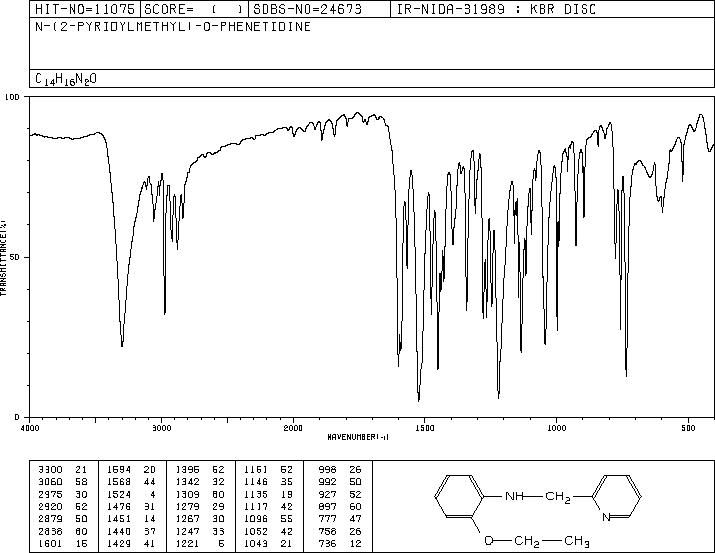 HIT-NO=11075 SCORE= ( ) SDBS-NO=24673 IR-NIDA-31989 : KBR DISC
N-(2-PYRIDYLMETHYL)-O-PHENETIDINE
C14H16N2O
100
TRANSMITTANCE(%)
50
0
4000 3000 2000 1500 1000 500
WAVENUMBER(-1)
3300 21 1594 20 1396 52 1161 62 998 26
3060 58 1568 44 1342 32 1146 35 992 50
2975 30 1524 4 1309 60 1135 19 927 52
2920 52 1476 31 1279 29 1117 42 897 60
2879 50 1451 14 1267 30 1096 55 777 47
2838 60 1440 37 1247 33 1052 42 758 26
1601 15 1429 41 1221 5 1043 21 736 12
NH CH2
N
O CH2 CH3